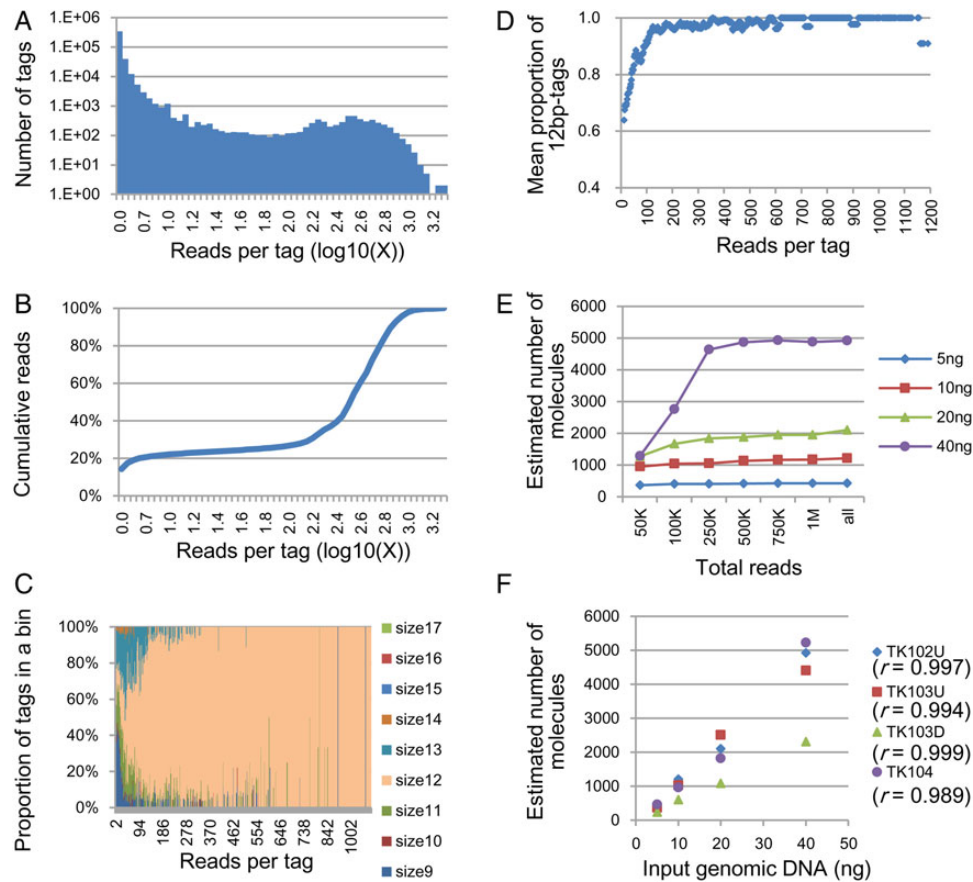 A
Number of tags
1.E+06
1.E+05
1.E+04
1.E+03
1.E+02
1.E+01
1.E+00
0.0 0.7 1.0 1.2 1.4 1.6 1.8 2.0 2.2 2.4 2.6 2.8 3.0 3.2
Reads per tag (log10(X))
B
Cumulative reads
100%
80%
60%
40%
20%
0%
0.0 0.7 1.0 1.2 1.4 1.6 1.8 2.0 2.2 2.4 2.6 2.8 3.0 3.2
Reads per tag (log10(X))
C
Proportion of tags in a bin
100%
80%
60%
40%
20%
0%
2 94 186 278 370 462 554 646 738 842 1002
Reads per tag
size17
size16
size15
size14
size13
size12
size11
size10
size9
D
Mean proportion of
12bp-tags
1.0
0.8
0.6
0.4
0 100 200 300 400 500 600 700 800 900 1000 1100 1200
Reads per tag
E
Estimated number of
molecules
6000
5000
4000
3000
2000
1000
0
50K 100K 250K 500K 750K 1M all
Total reads
5ng
10ng
20ng
40ng
F
Estimated number of
molecules
6000
5000
4000
3000
2000
1000
0
0 10 20 30 40 50
Input genomic DNA (ng)
TK102U
(r = 0.997)
TK103U
(r = 0.994)
TK103D
(r = 0.999)
TK104
(r = 0.989)